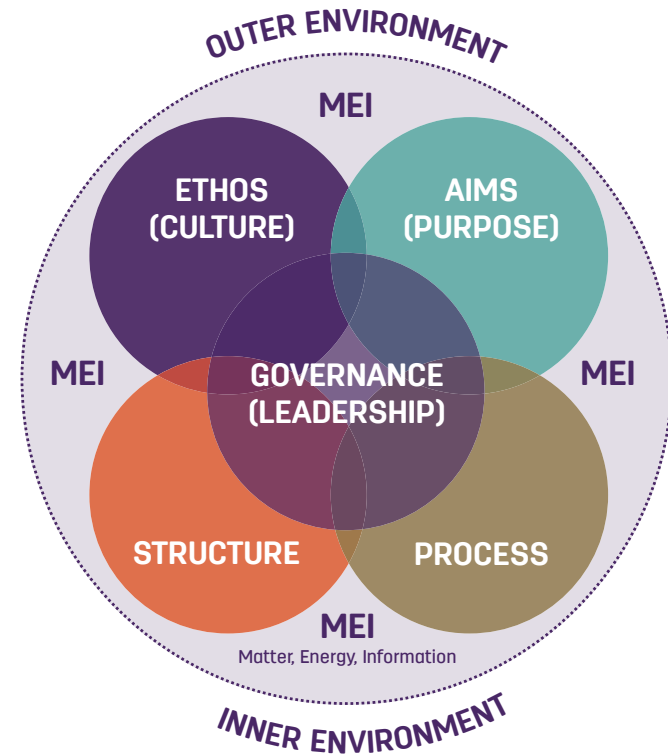 OUTER ENVIRONMENT
MEI
ETHOS
(CULTURE)
AIMS
(PURPOSE)
MEI
GOVERNANCE
(LEADERSHIP)
MEI
STRUCTURE
PROCESS
MEI
Matter, Energy, Information
INNER ENVIRONMENT